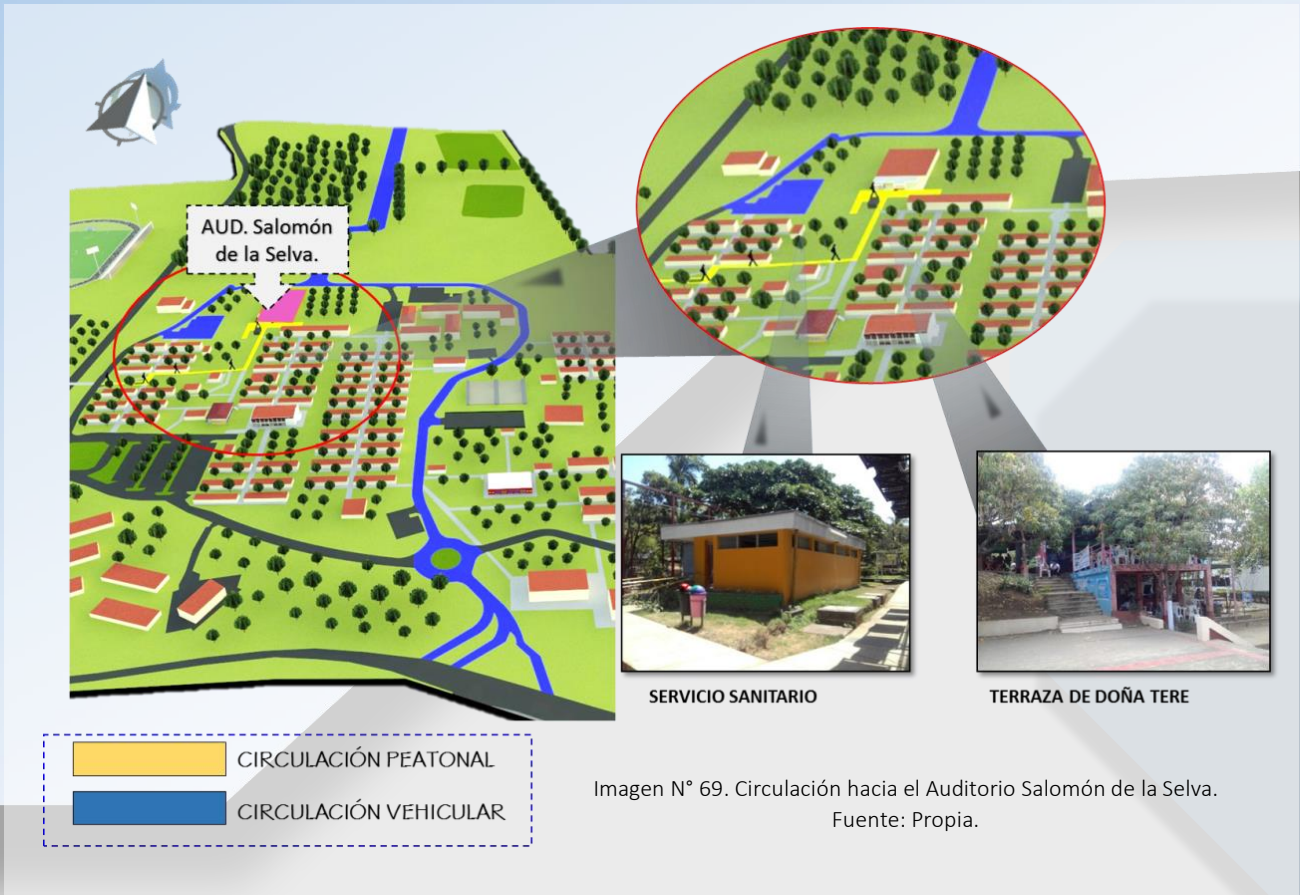 AUD. Salomón
de la Selva.
SERVICIO SANITARIO
TERRAZA DE DOÑA TERE
CIRCULACIÓN PEATONAL
CIRCULACIÓN VEHICULAR
Imagen N° 69. Circulación hacia el Auditorio Salomón de la Selva.
Fuente: Propia.